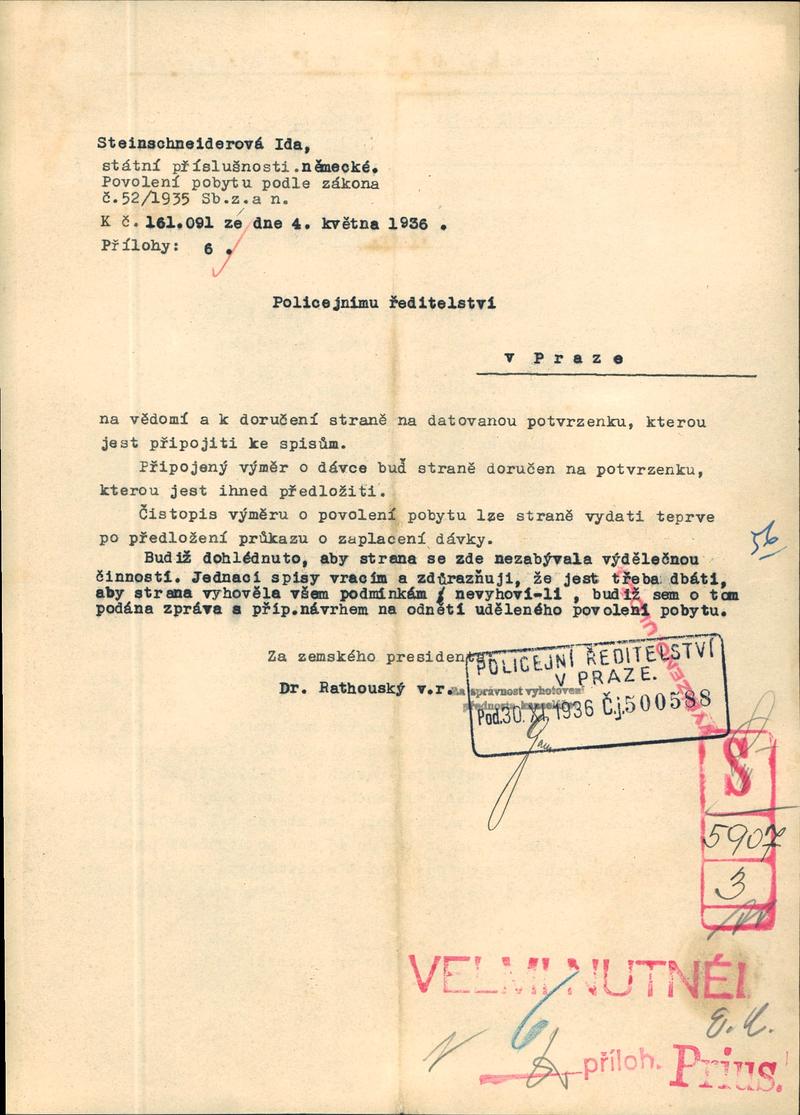 Steinschneiderová Ida,
státní příslušnosti.německé.
Povolení pobytu podle zákona
č.52/1935 Sb.z.a n.
K č.161.091 ze dne 4. května 1936 .
Přílohy: 6 .
Policejnímu ředitelství
v Praze
na vědomí a k doručení straně na datovanou potvrzenku, kterou
jest připojiti ke spisům.
Připojený výměr o dávce buď straně doručen na potvrzenku,
kterou jest ihned předložiti.
Čistopis výměru o povolení pobytu lze straně vydati teprve
po předložení průkazu o zaplacení dávky.
56
Budiž dohlédnuto, aby strana se zde nezabývala výdělečnou
činností. Jednací spisy vracím a zdůrazňuji, že jest třeba dbáti,
aby strana vyhověla všem podmínkám / nevyhoví-li , budiž sem o tom
podána zpráva s příp.návrhem na odnětí uděleného povolení pobytu.
Za zemského presidenta
Dr. Rathouský v.r.
Za správnost vyhotovení
přednosta kanceláře
POLICEJNÍ ŘEDITELSTVÍ
V PRAZE.
Pod. 30. XI. 1936 Č.j. 500588
S
5907
3
VELMI NUTNÉ!
6
příloh. Prius.